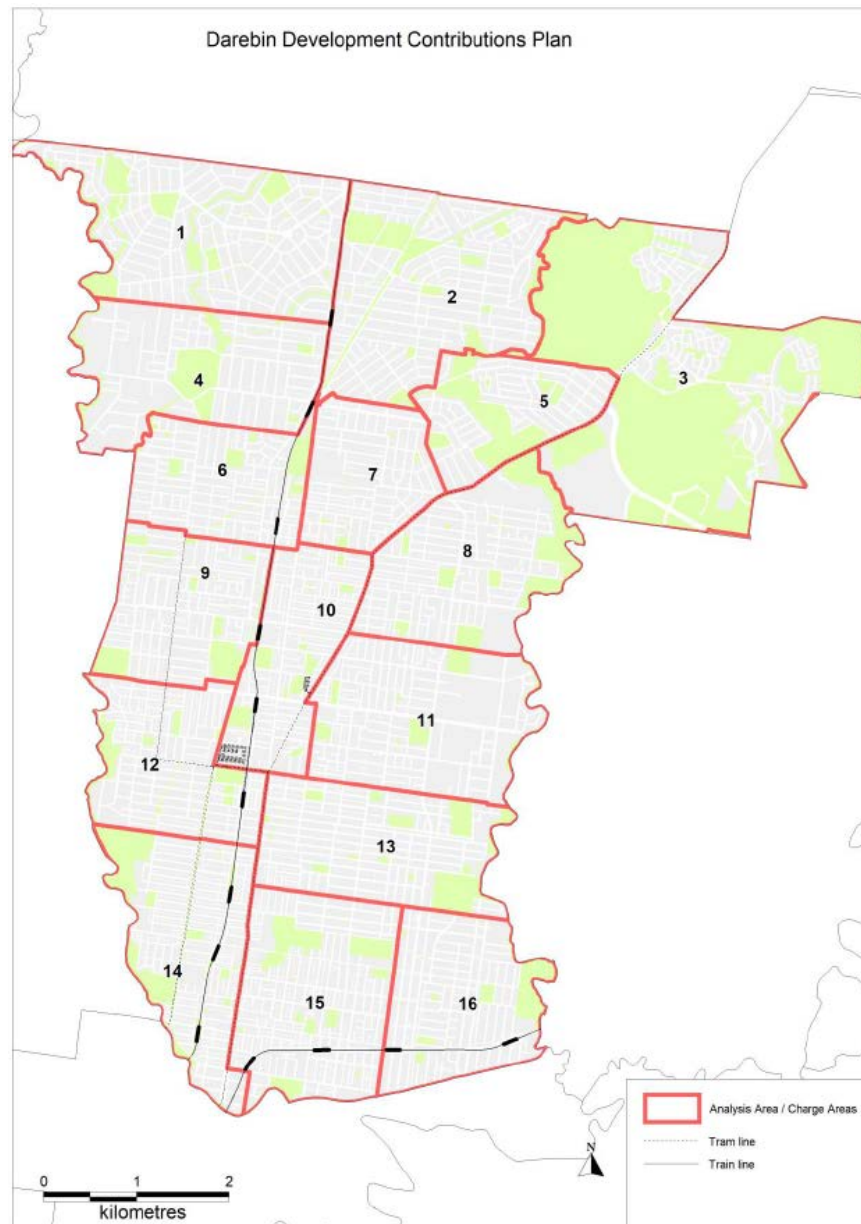 Darebin Development Contributions Plan
1
2
3
4
5
6
7
8
9
10
11
12
13
14
15
16
N
Analysis Area / Charge Areas
Tram line
Train line
0 1 2
kilometres